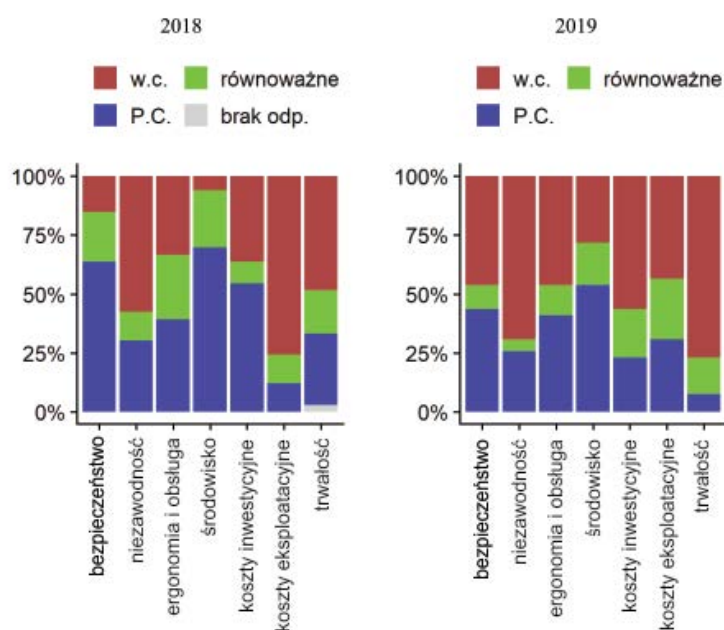 2018
w.c. równoważne
P.C. brak odp.
100%
75%
50%
25%
0%
bezpieczeństwo
niezawodność
ergonomia i obsługa
środowisko
koszty inwestycyjne
koszty eksploatacyjne
trwałość
2019
w.c. równoważne
P.C.
100%
75%
50%
25%
0%
bezpieczeństwo
niezawodność
ergonomia i obsługa
środowisko
koszty inwestycyjne
koszty eksploatacyjne
trwałość